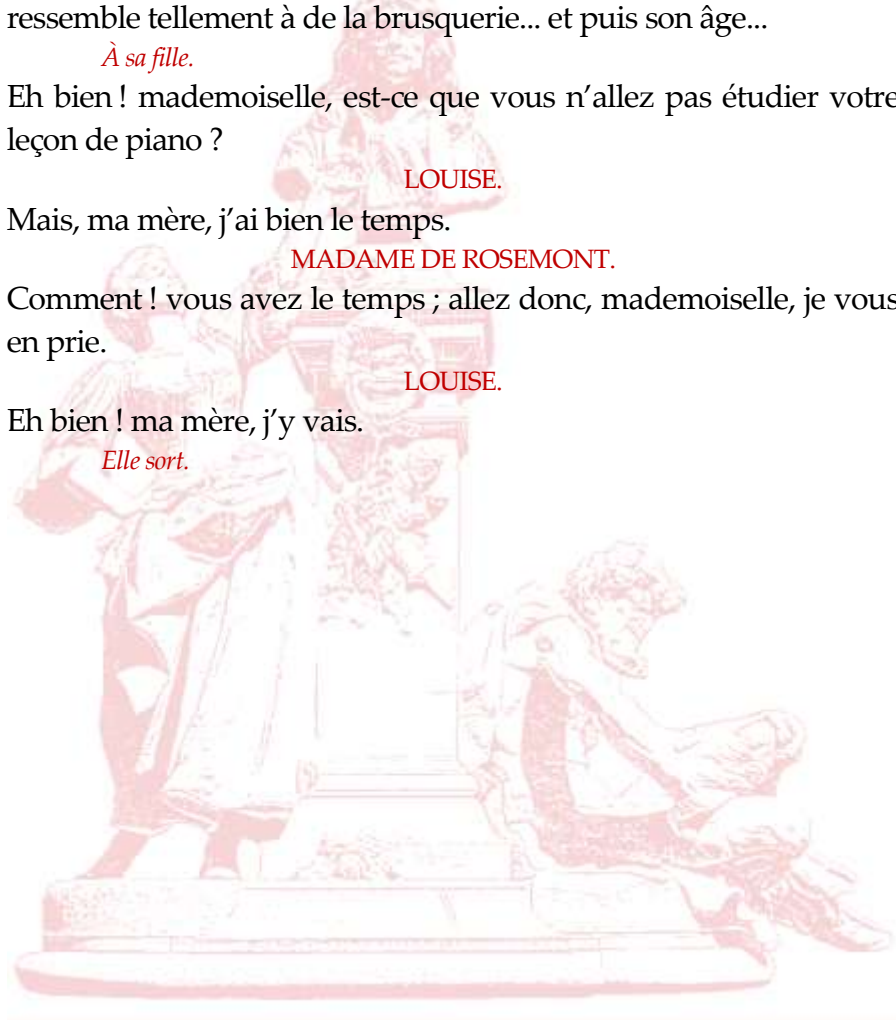 ressemble tellement à de la brusquerie... et puis son âge...
À sa fille.
Eh bien ! mademoiselle, est-ce que vous n’allez pas étudier votre
leçon de piano ?
LOUISE.
Mais, ma mère, j’ai bien le temps.
MADAME DE ROSEMONT.
Comment ! vous avez le temps ; allez donc, mademoiselle, je vous
en prie.
LOUISE.
Eh bien ! ma mère, j’y vais.
Elle sort.